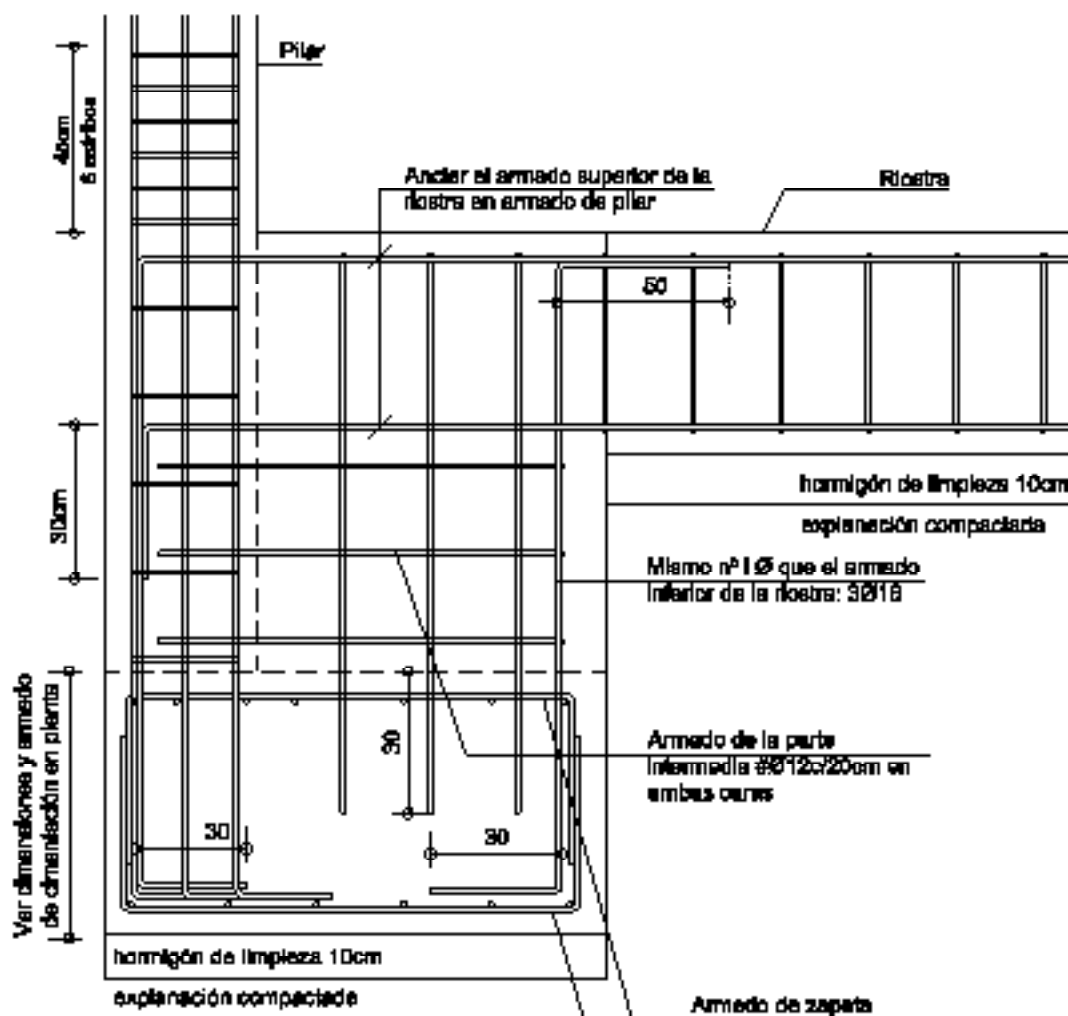 Pilar
45cm
6 estribos
Anclar el armado superior de la
riostra en armado de pilar
Riostra
50
30cm
hormigón de limpieza 10cm
explanación compactada
Mismo nº I Ø que el armado
inferior de la riostra: 3Ø16
Ver dimensiones y armado
de cimentación en planta
30
Armado de la parte
intermedia #Ø12c/20cm en
ambas caras
30
30
hormigón de limpieza 10cm
explanación compactada
Armado de zapata